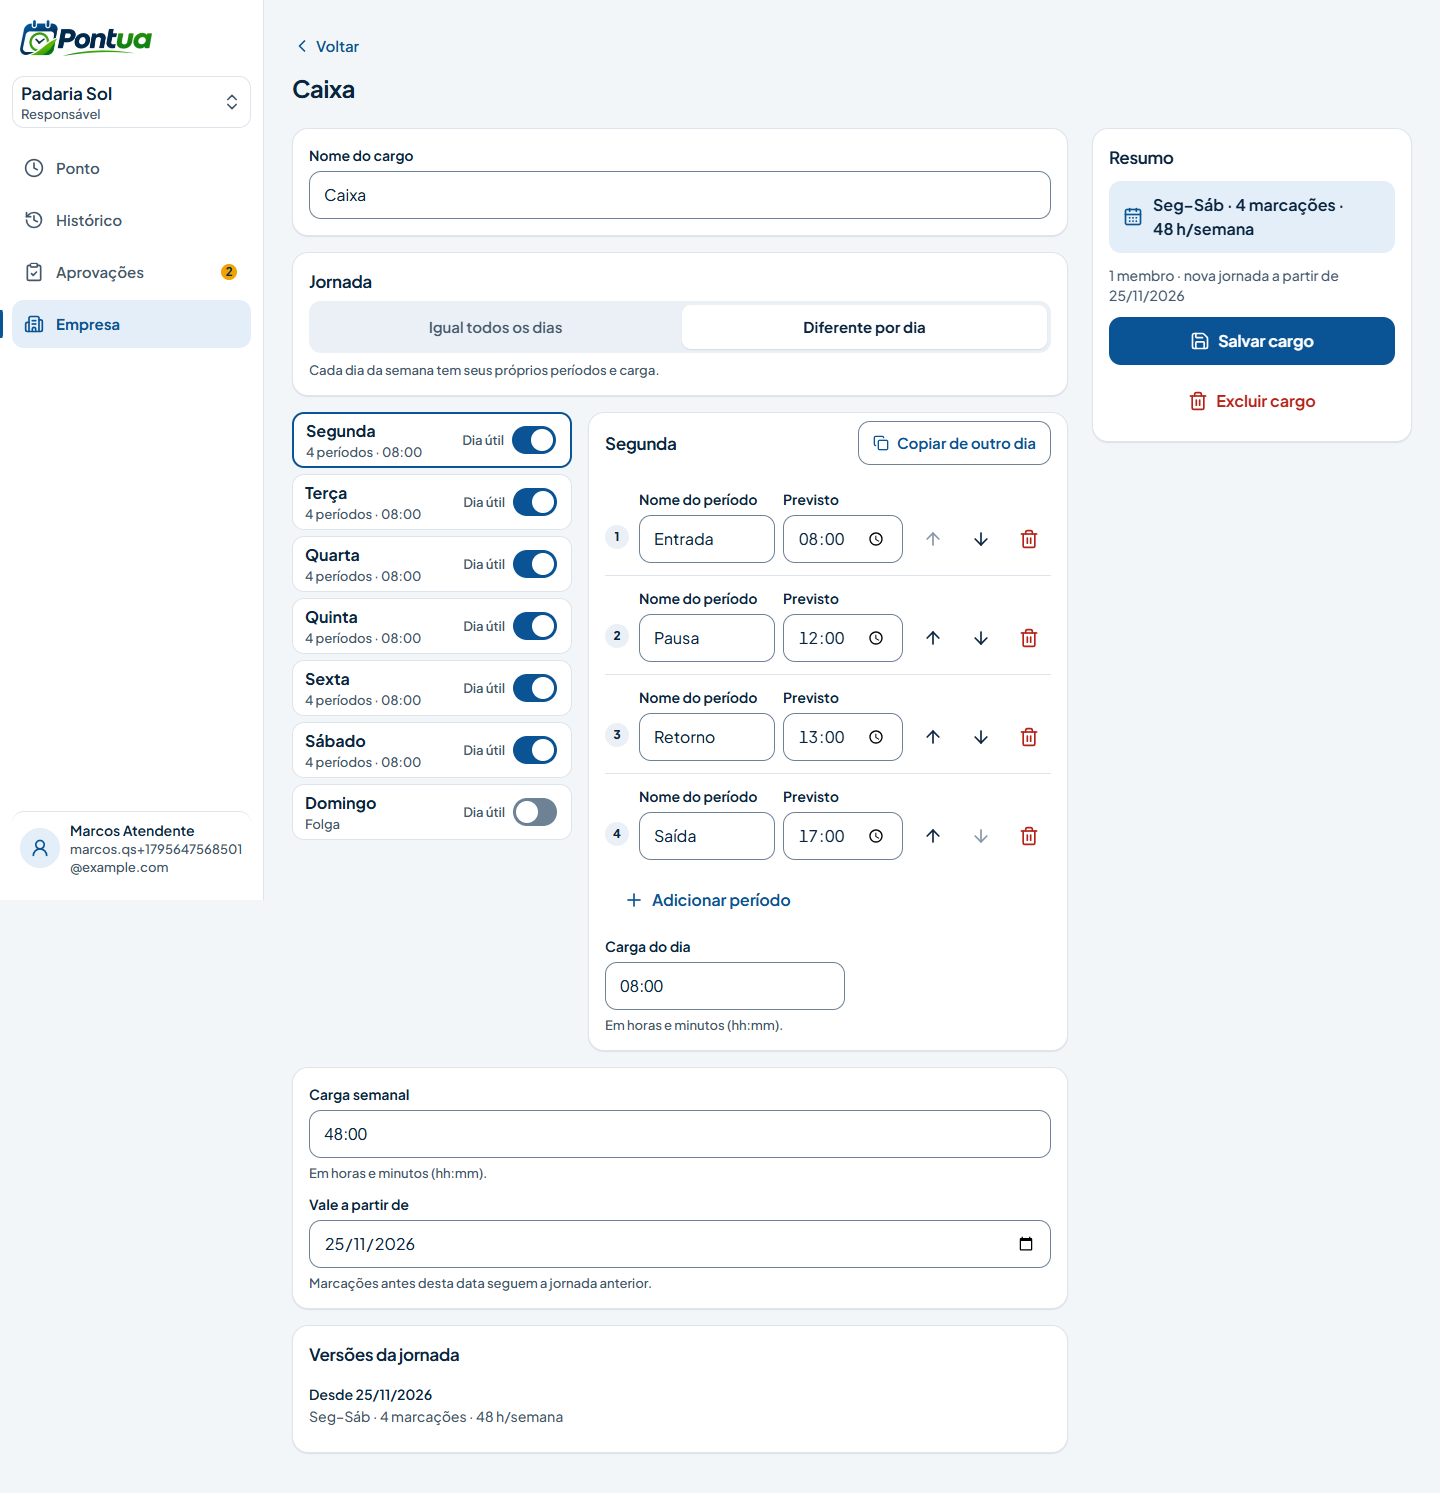 Pontua
Padaria Sol
Responsável
Ponto
Histórico
Aprovações
2
Empresa
Marcos Atendente
marcos.qs+1795647568501
@example.com
Voltar
Caixa
Nome do cargo
Caixa
Jornada
Igual todos os dias
Diferente por dia
Cada dia da semana tem seus próprios períodos e carga.
Segunda
4 períodos · 08:00
Dia útil
Terça
4 períodos · 08:00
Dia útil
Quarta
4 períodos · 08:00
Dia útil
Quinta
4 períodos · 08:00
Dia útil
Sexta
4 períodos · 08:00
Dia útil
Sábado
4 períodos · 08:00
Dia útil
Domingo
Folga
Dia útil
Segunda
Copiar de outro dia
Nome do período Previsto
1 Entrada 08:00
Nome do período Previsto
2 Pausa 12:00
Nome do período Previsto
3 Retorno 13:00
Nome do período Previsto
4 Saída 17:00
Adicionar período
Carga do dia
08:00
Em horas e minutos (hh:mm).
Carga semanal
48:00
Em horas e minutos (hh:mm).
Vale a partir de
25/11/2026
Marcações antes desta data seguem a jornada anterior.
Versões da jornada
Desde 25/11/2026
Seg–Sáb · 4 marcações · 48 h/semana
Resumo
Seg–Sáb · 4 marcações ·
48 h/semana
1 membro · nova jornada a partir de
25/11/2026
Salvar cargo
Excluir cargo